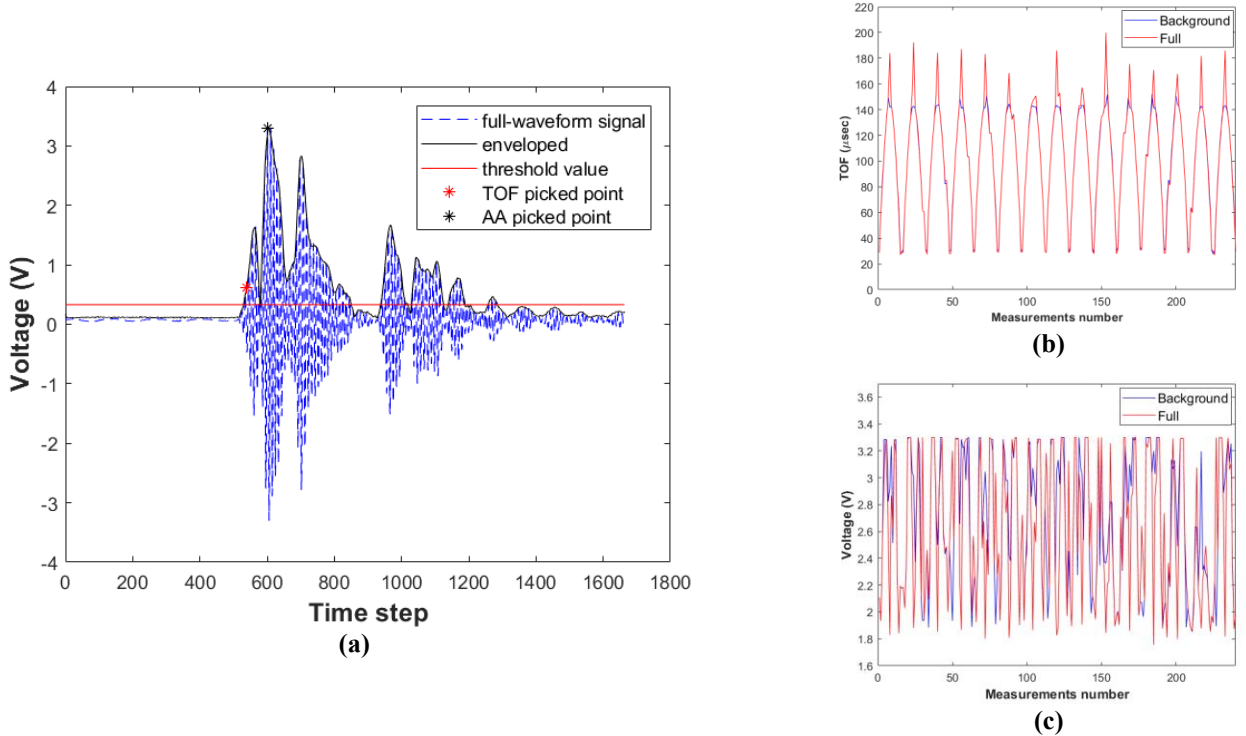 4
3
2
1
0
-1
-2
-3
-4
Voltage (V)
full-waveform signal
enveloped
threshold value
TOF picked point
AA picked point
0 200 400 600 800 1000 1200 1400 1600 1800
Time step
(a)
220
200
180
160
140
120
100
80
60
40
20
0
TOF (μsec)
Background
Full
0 50 100 150 200
Measurements number
(b)
3.6
3.4
3.2
3.0
2.8
2.6
2.4
2.2
2.0
1.8
1.6
Voltage (V)
Background
Full
0 50 100 150 200
Measurements number
(c)